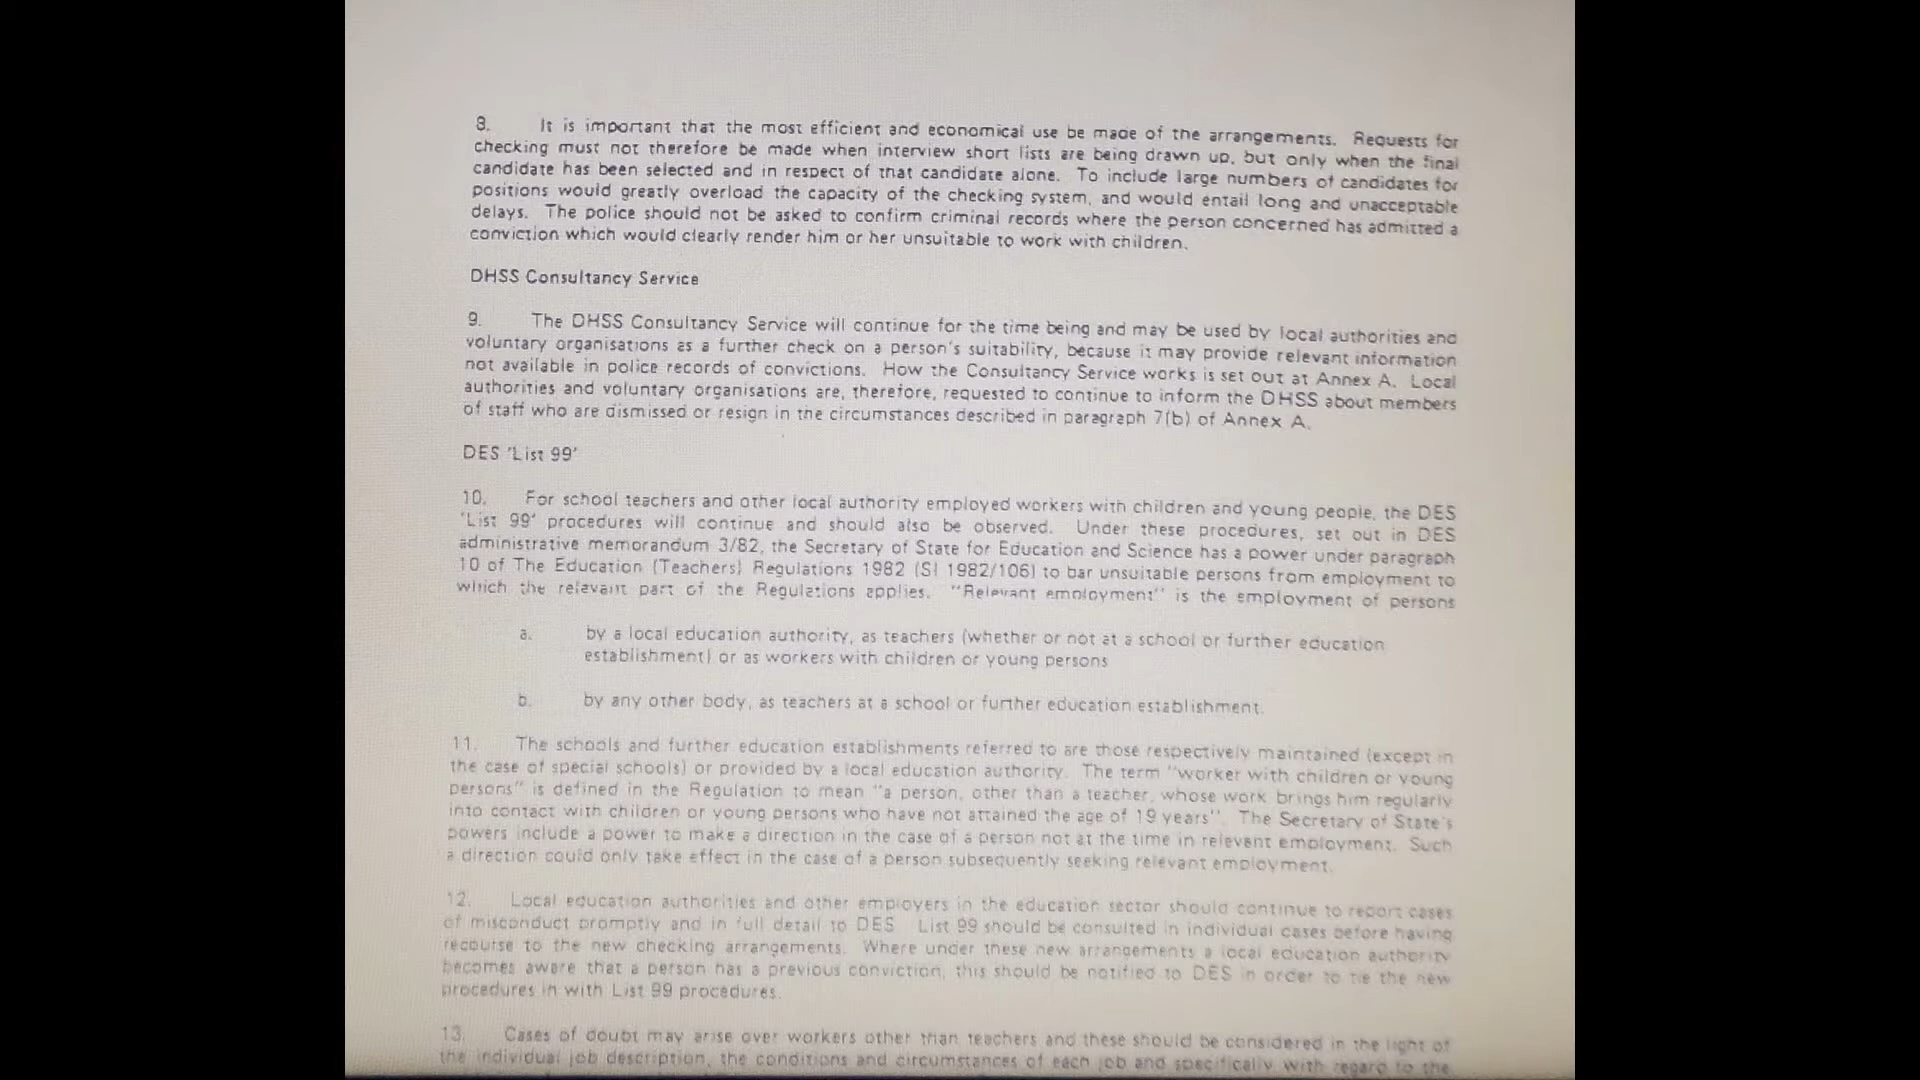 8. It is important that the most efficient and economical use be made of the arrangements. Requests for
checking must not therefore be made when interview short lists are being drawn up, but only when the final
candidate has been selected and in respect of that candidate alone. To include large numbers of candidates for
positions would greatly overload the capacity of the checking system, and would entail long and unacceptable
delays. The police should not be asked to confirm criminal records where the person concerned has admitted a
conviction which would clearly render him or her unsuitable to work with children.
DHSS Consultancy Service
9. The DHSS Consultancy Service will continue for the time being and may be used by local authorities and
voluntary organisations as a further check on a person's suitability, because it may provide relevant information
not available in police records of convictions. How the Consultancy Service works is set out at Annex A. Local
authorities and voluntary organisations are, therefore, requested to continue to inform the DHSS about members
of staff who are dismissed or resign in the circumstances described in paragraph 7(b) of Annex A.
DES 'List 99'
10. For school teachers and other local authority employed workers with children and young people, the DES
'List 99' procedures will continue and should also be observed. Under these procedures, set out in DES
administrative memorandum 3/82, the Secretary of State for Education and Science has a power under paragraph
10 of The Education (Teachers) Regulations 1982 (SI 1982/106) to bar unsuitable persons from employment to
which the relevant part of the Regulations applies. "Relevant employment" is the employment of persons
a. by a local education authority, as teachers (whether or not at a school or further education
establishment) or as workers with children or young persons
b. by any other body, as teachers at a school or further education establishment.
11. The schools and further education establishments referred to are those respectively maintained (except in
the case of special schools) or provided by a local education authority. The term "worker with children or young
persons" is defined in the Regulation to mean "a person, other than a teacher, whose work brings him regularly
into contact with children or young persons who have not attained the age of 19 years". The Secretary of State's
powers include a power to make a direction in the case of a person not at the time in relevant employment. Such
a direction could only take effect in the case of a person subsequently seeking relevant employment.
12. Local education authorities and other employers in the education sector should continue to report cases
of misconduct promptly and in full detail to DES. List 99 should be consulted in individual cases before having
recourse to the new checking arrangements. Where under these new arrangements a local education authority
becomes aware that a person has a previous conviction, this should be notified to DES in order to tie the new
procedures in with List 99 procedures.
13. Cases of doubt may arise over workers other than teachers and these should be considered in the light of
the individual job description, the conditions and circumstances of each job and specifically with regard to the